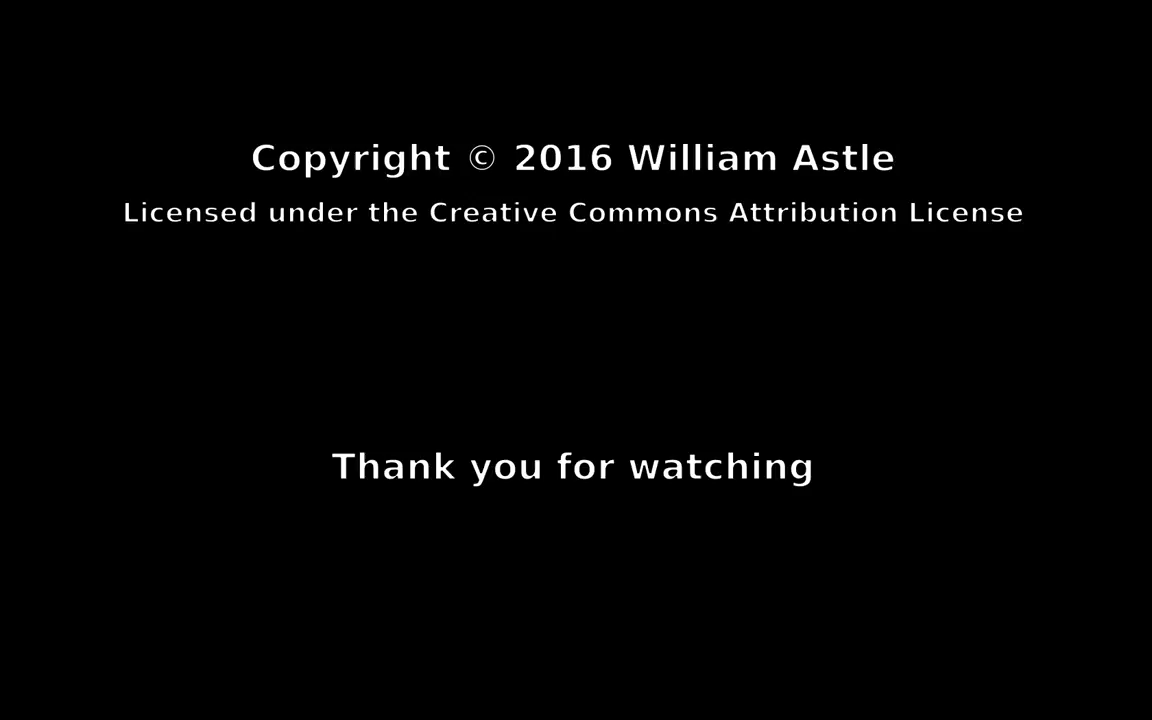 Copyright © 2016 William Astle
Licensed under the Creative Commons Attribution License
Thank you for watching